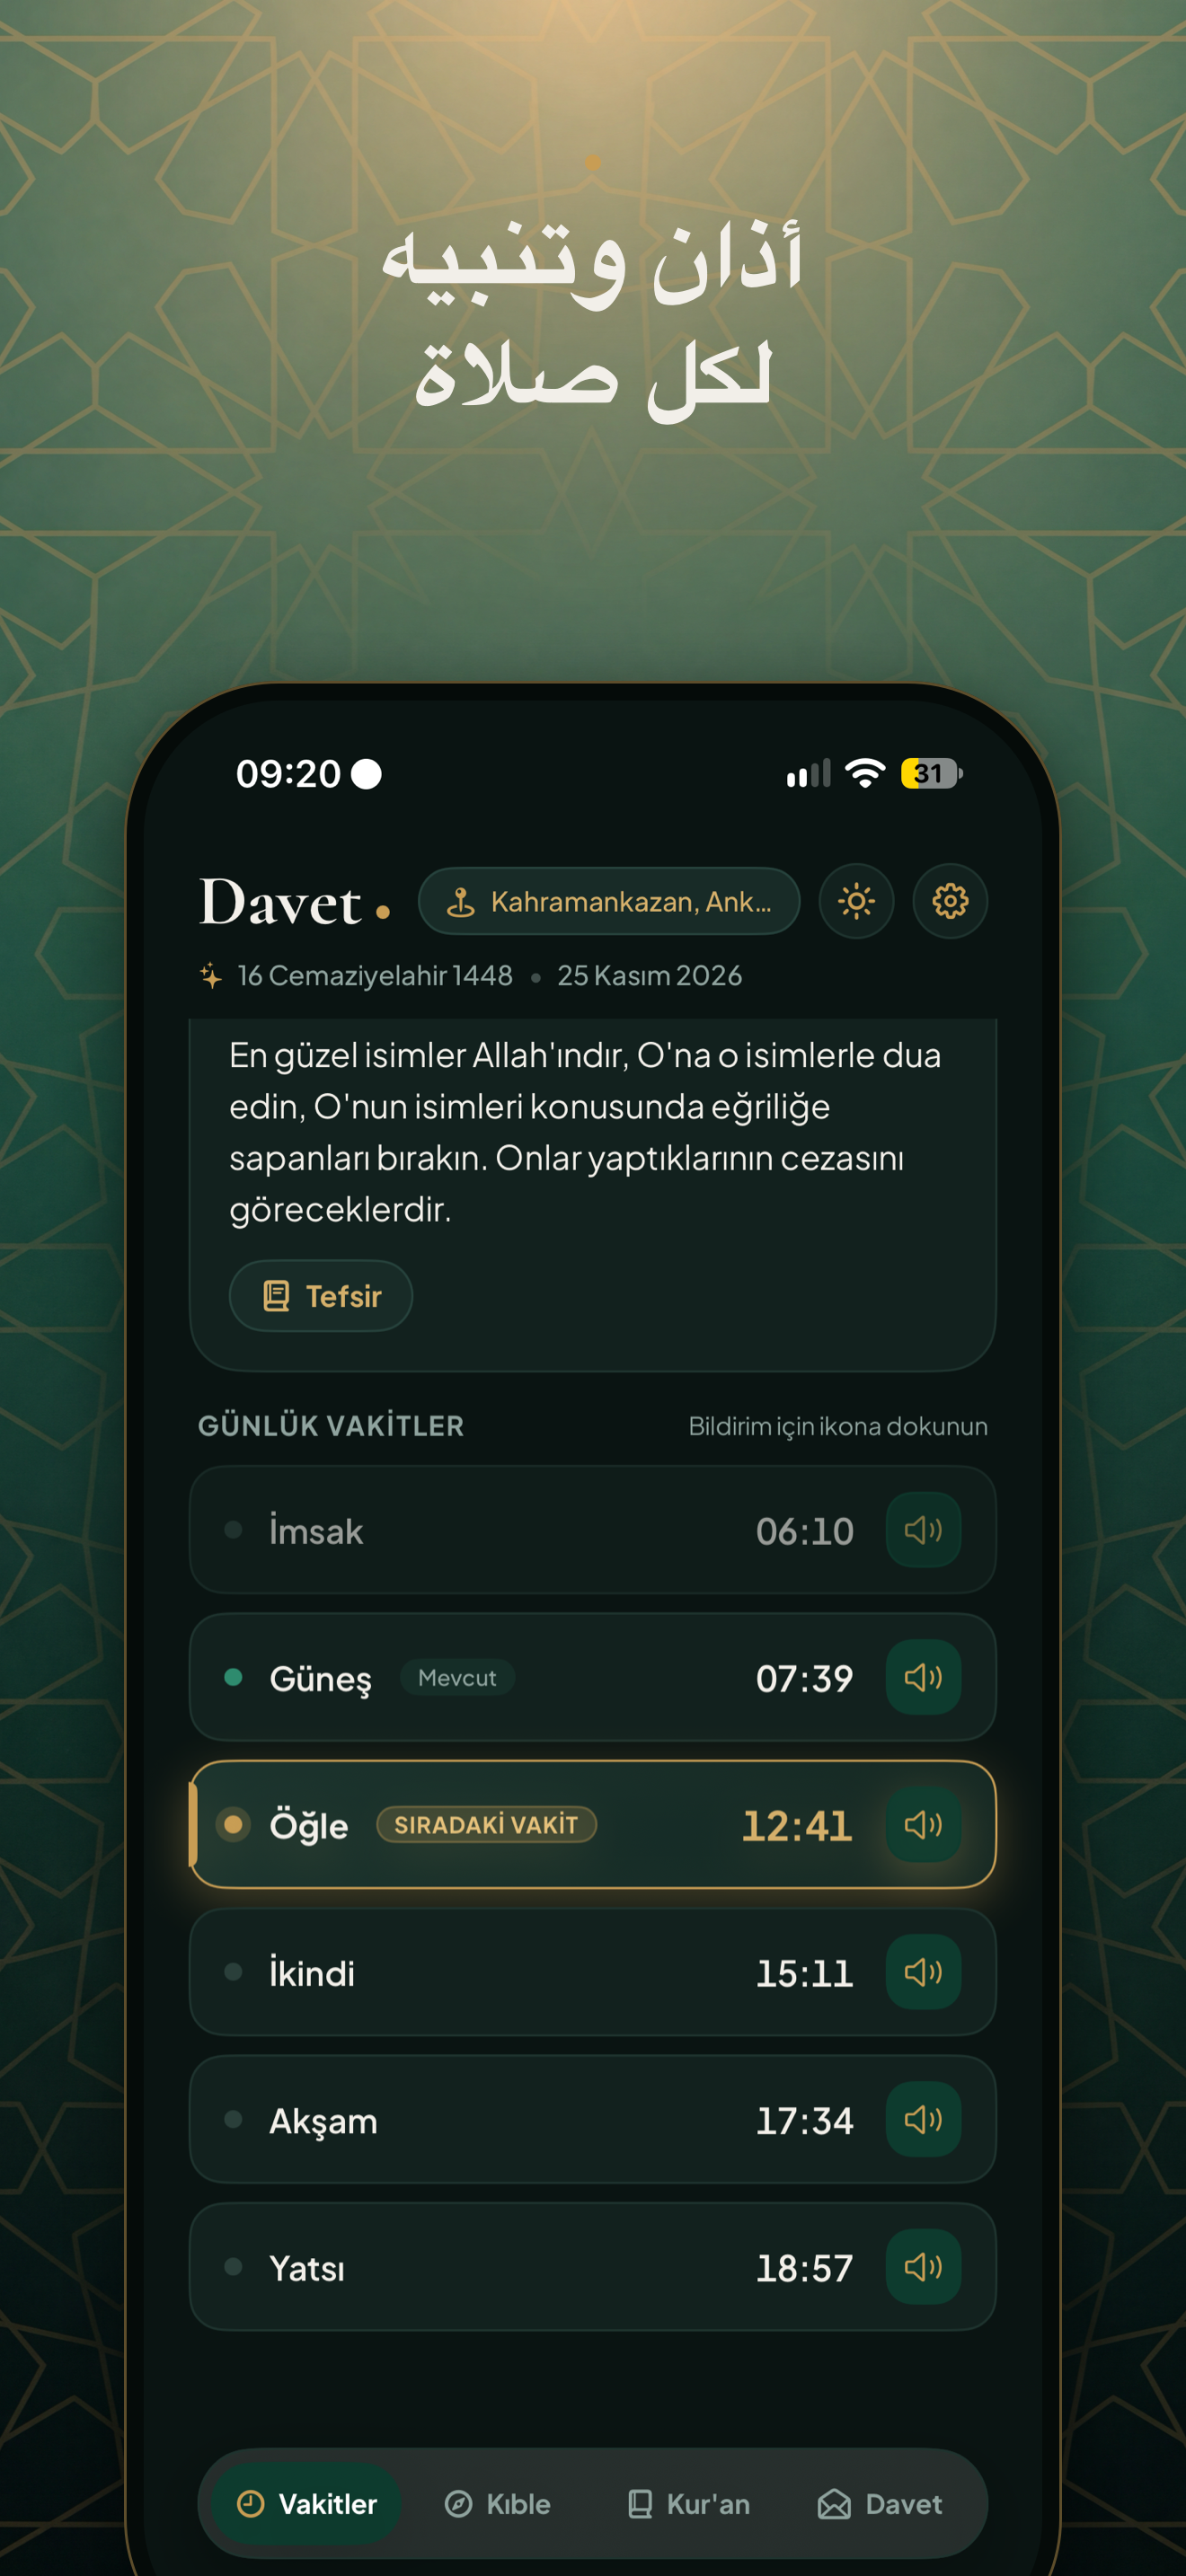 أذان وتنبيه
لكل صلاة
09:20
31
Davet
Kahramankazan, Ank...
16 Cemaziyelahir 1448 • 25 Kasım 2026
En güzel isimler Allah'ındır, O'na o isimlerle dua
edin, O'nun isimleri konusunda eğriliğe
sapanları bırakın. Onlar yaptıklarının cezasını
göreceklerdir.
Tefsir
GÜNLÜK VAKİTLER Bildirim için ikona dokunun
İmsak 06:10
Güneş Mevcut 07:39
Öğle SIRADAKİ VAKİT 12:41
İkindi 15:11
Akşam 17:34
Yatsı 18:57
Vakitler Kıble Kur'an Davet